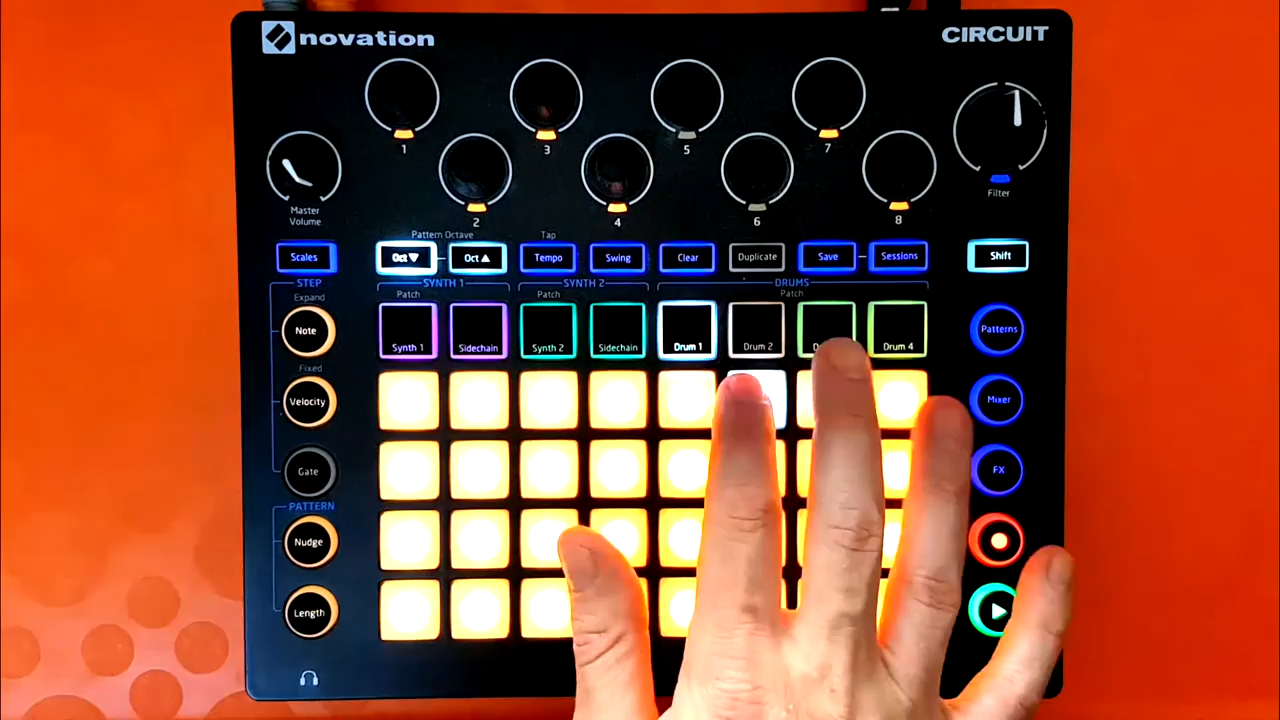 novation
CIRCUIT
1
3
5
7
2
4
6
8
Filter
Master
Volume
Pattern Octave
Tap
Scales
Oct ▼
Oct ▲
Tempo
Swing
Clear
Duplicate
Save
Sessions
Shift
STEP
SYNTH 1
SYNTH 2
DRUMS
Expand
Patch
Patch
Patch
Note
Synth 1
Sidechain
Synth 2
Sidechain
Drum 1
Drum 2
Drum 4
Patterns
Fixed
Velocity
Mixer
Gate
FX
PATTERN
Nudge
Length